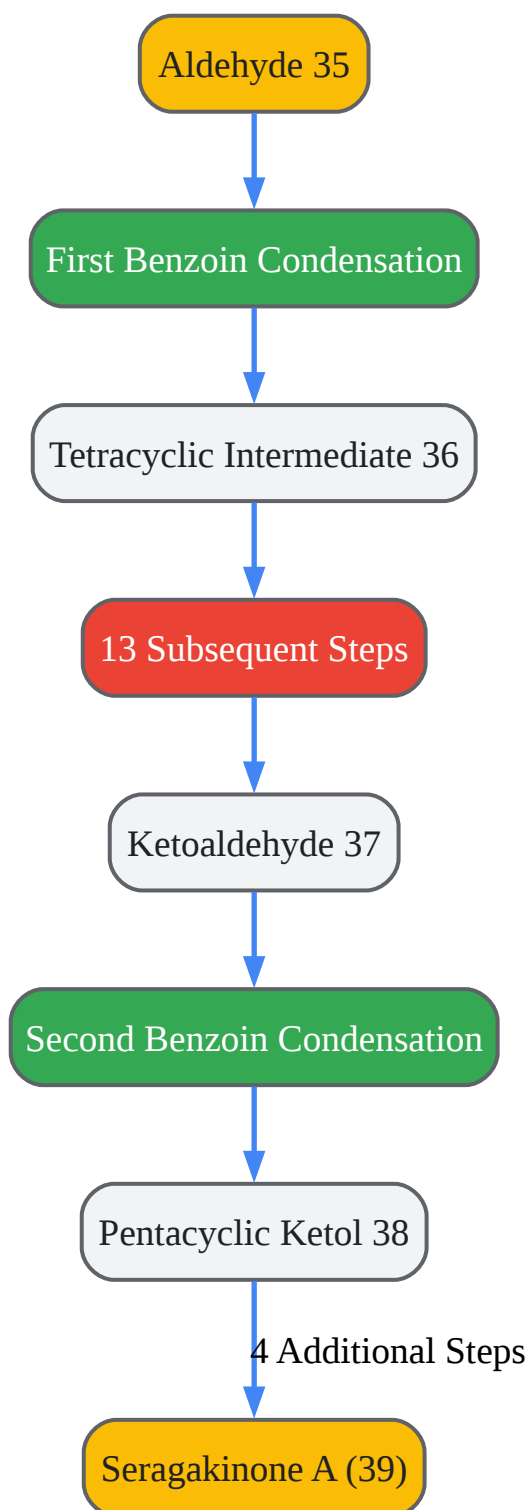 Aldehyde 35
First Benzoin Condensation
Tetracyclic Intermediate 36
13 Subsequent Steps
Ketoaldehyde 37
Second Benzoin Condensation
Pentacyclic Ketol 38
4 Additional Steps
Seragakinone A (39)